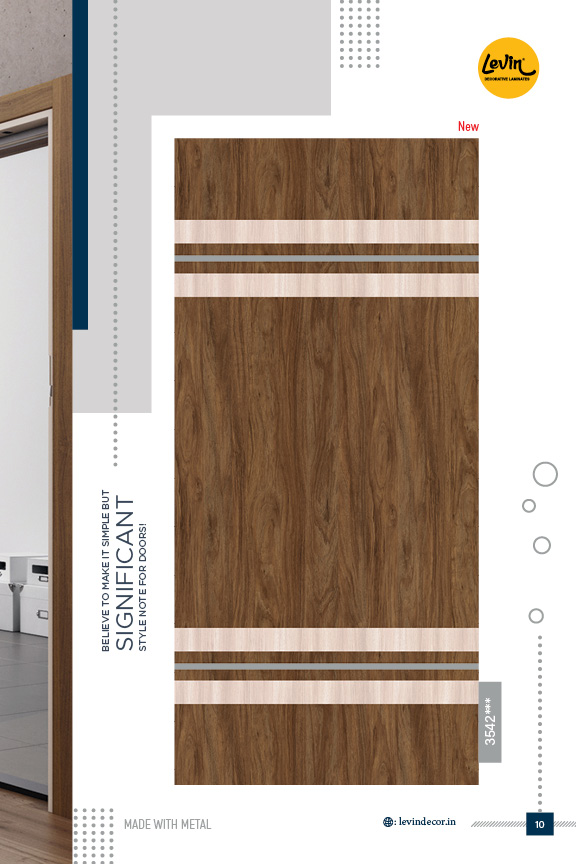 Levin
DECORATIVE LAMINATES
New
BELIEVE TO MAKE IT SIMPLE BUT
SIGNIFICANT
STYLE NOTE FOR DOORS!
3542***
MADE WITH METAL
: levindecor.in
10